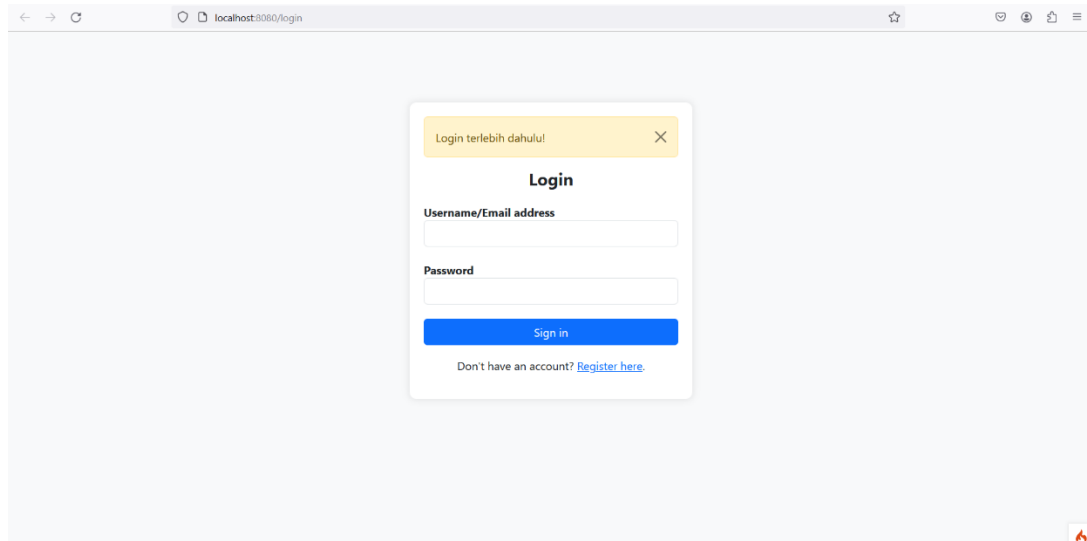 localhost:8080/login
Login terlebih dahulu!
Login
Username/Email address
Password
Sign in
Don't have an account? Register here.